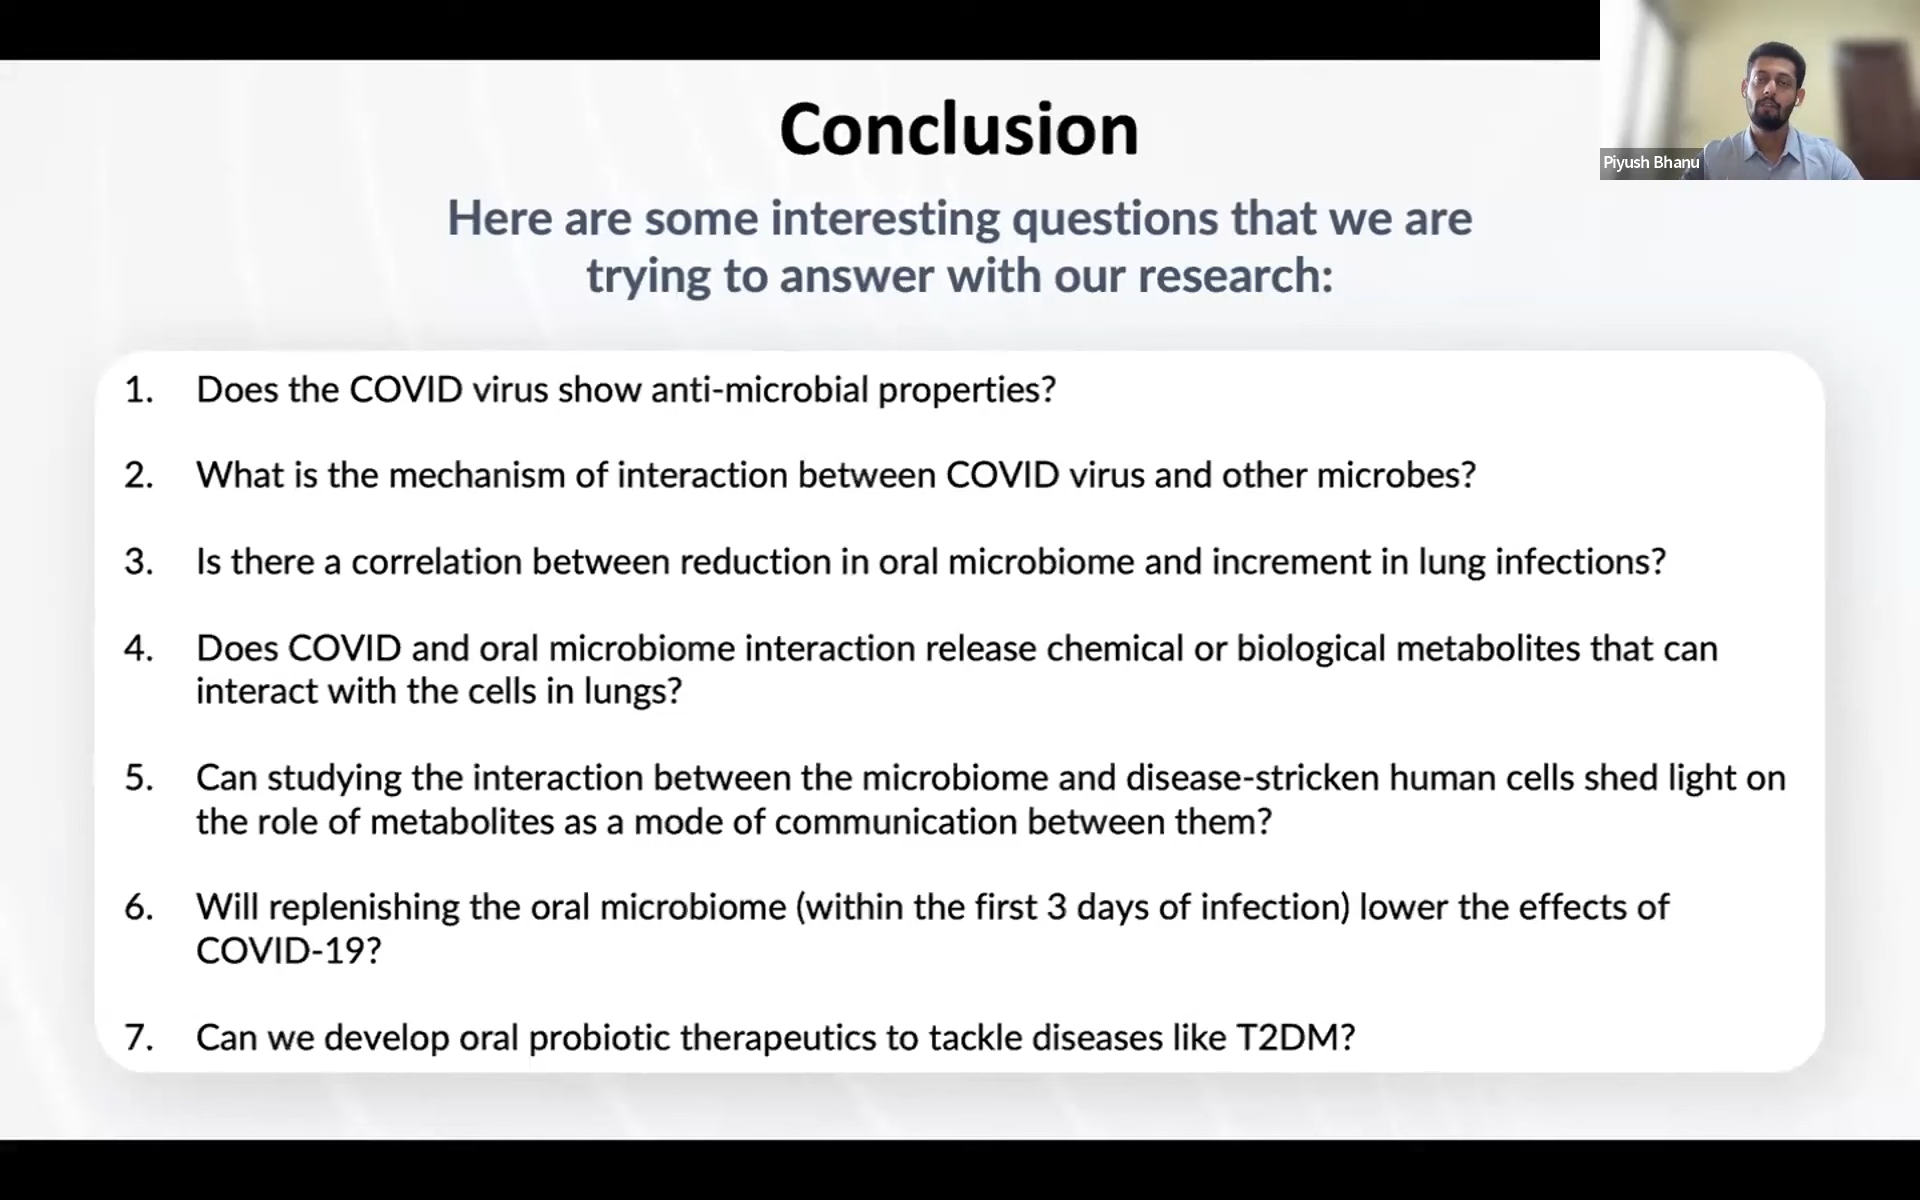 Conclusion
Here are some interesting questions that we are
trying to answer with our research:
Piyush Bhanu
1. Does the COVID virus show anti-microbial properties?
2. What is the mechanism of interaction between COVID virus and other microbes?
3. Is there a correlation between reduction in oral microbiome and increment in lung infections?
4. Does COVID and oral microbiome interaction release chemical or biological metabolites that can
interact with the cells in lungs?
5. Can studying the interaction between the microbiome and disease-stricken human cells shed light on
the role of metabolites as a mode of communication between them?
6. Will replenishing the oral microbiome (within the first 3 days of infection) lower the effects of
COVID-19?
7. Can we develop oral probiotic therapeutics to tackle diseases like T2DM?